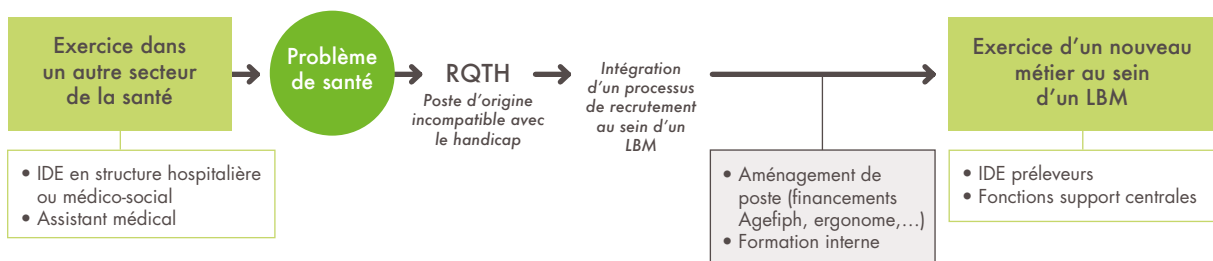 Exercice dans
un autre secteur
de la santé
Problème
de santé
RQTH
Poste d'origine
incompatible avec
le handicap
Intégration
d'un processus
de recrutement
au sein d'un
LBM
Exercice d'un nouveau
métier au sein
d'un LBM
• IDE en structure hospitalière
ou médico-social
• Assistant médical
• Aménagement de
poste (financements
Agefiph, ergonome,...)
• Formation interne
• IDE préleveurs
• Fonctions support centrales